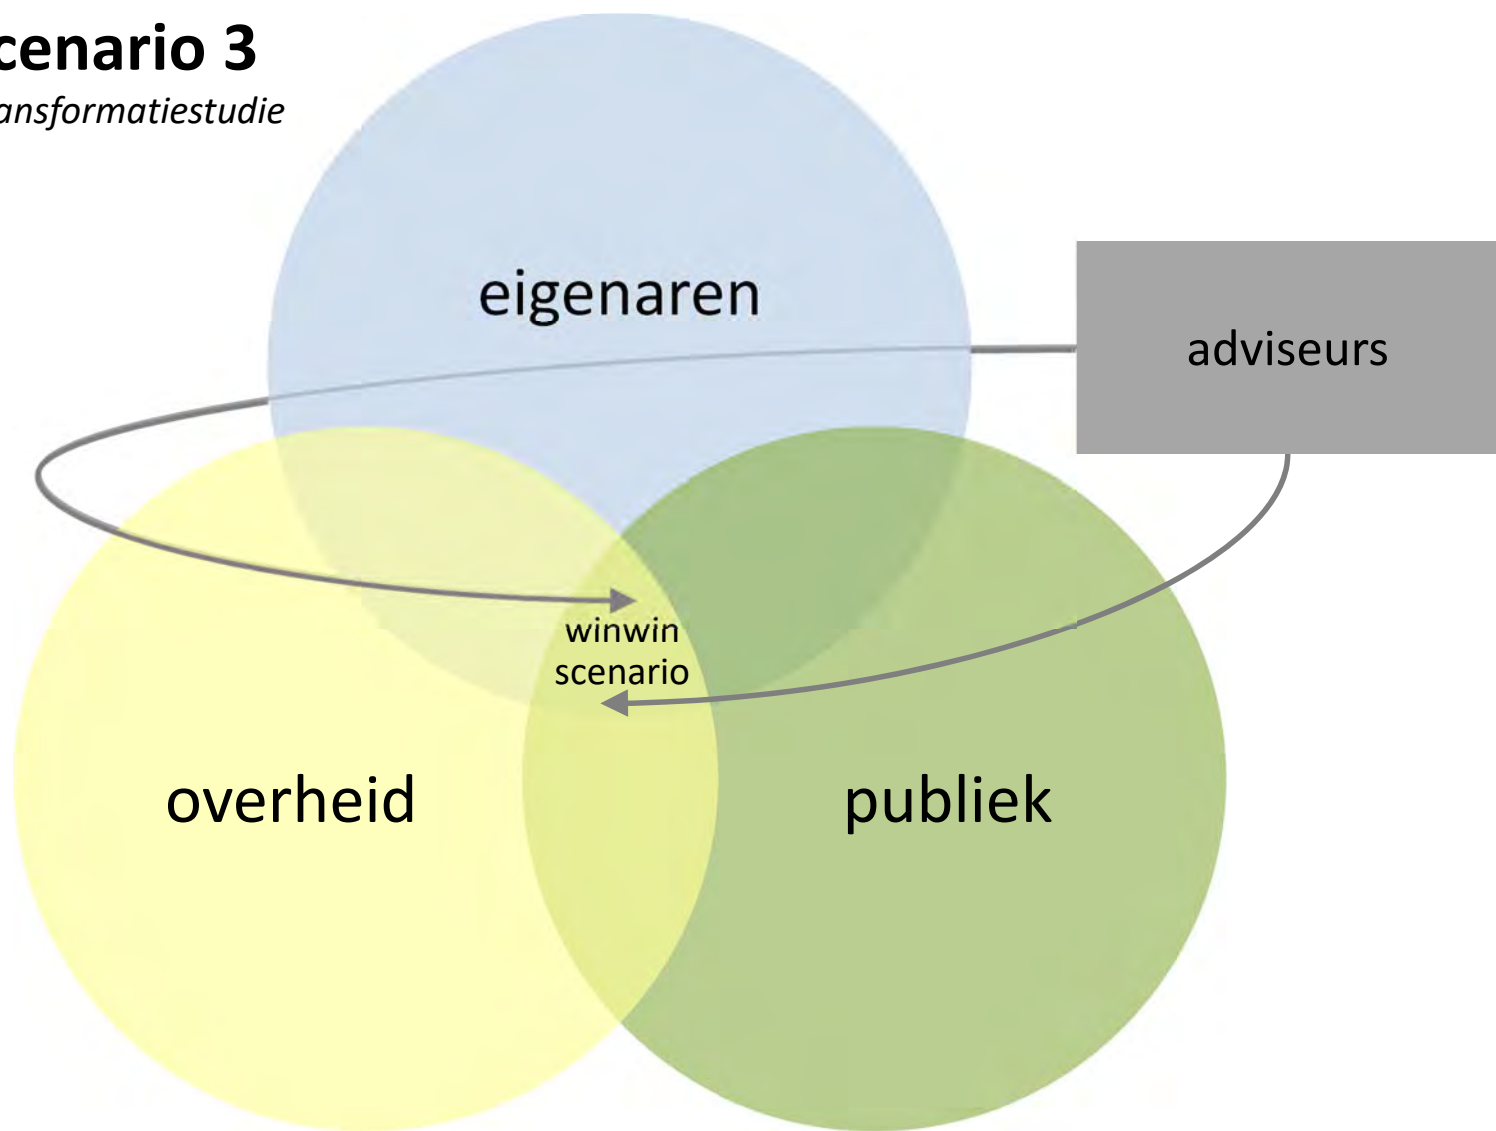 cenario 3
ansformatiestudie
eigenaren
adviseurs
winwin
scenario
overheid
publiek